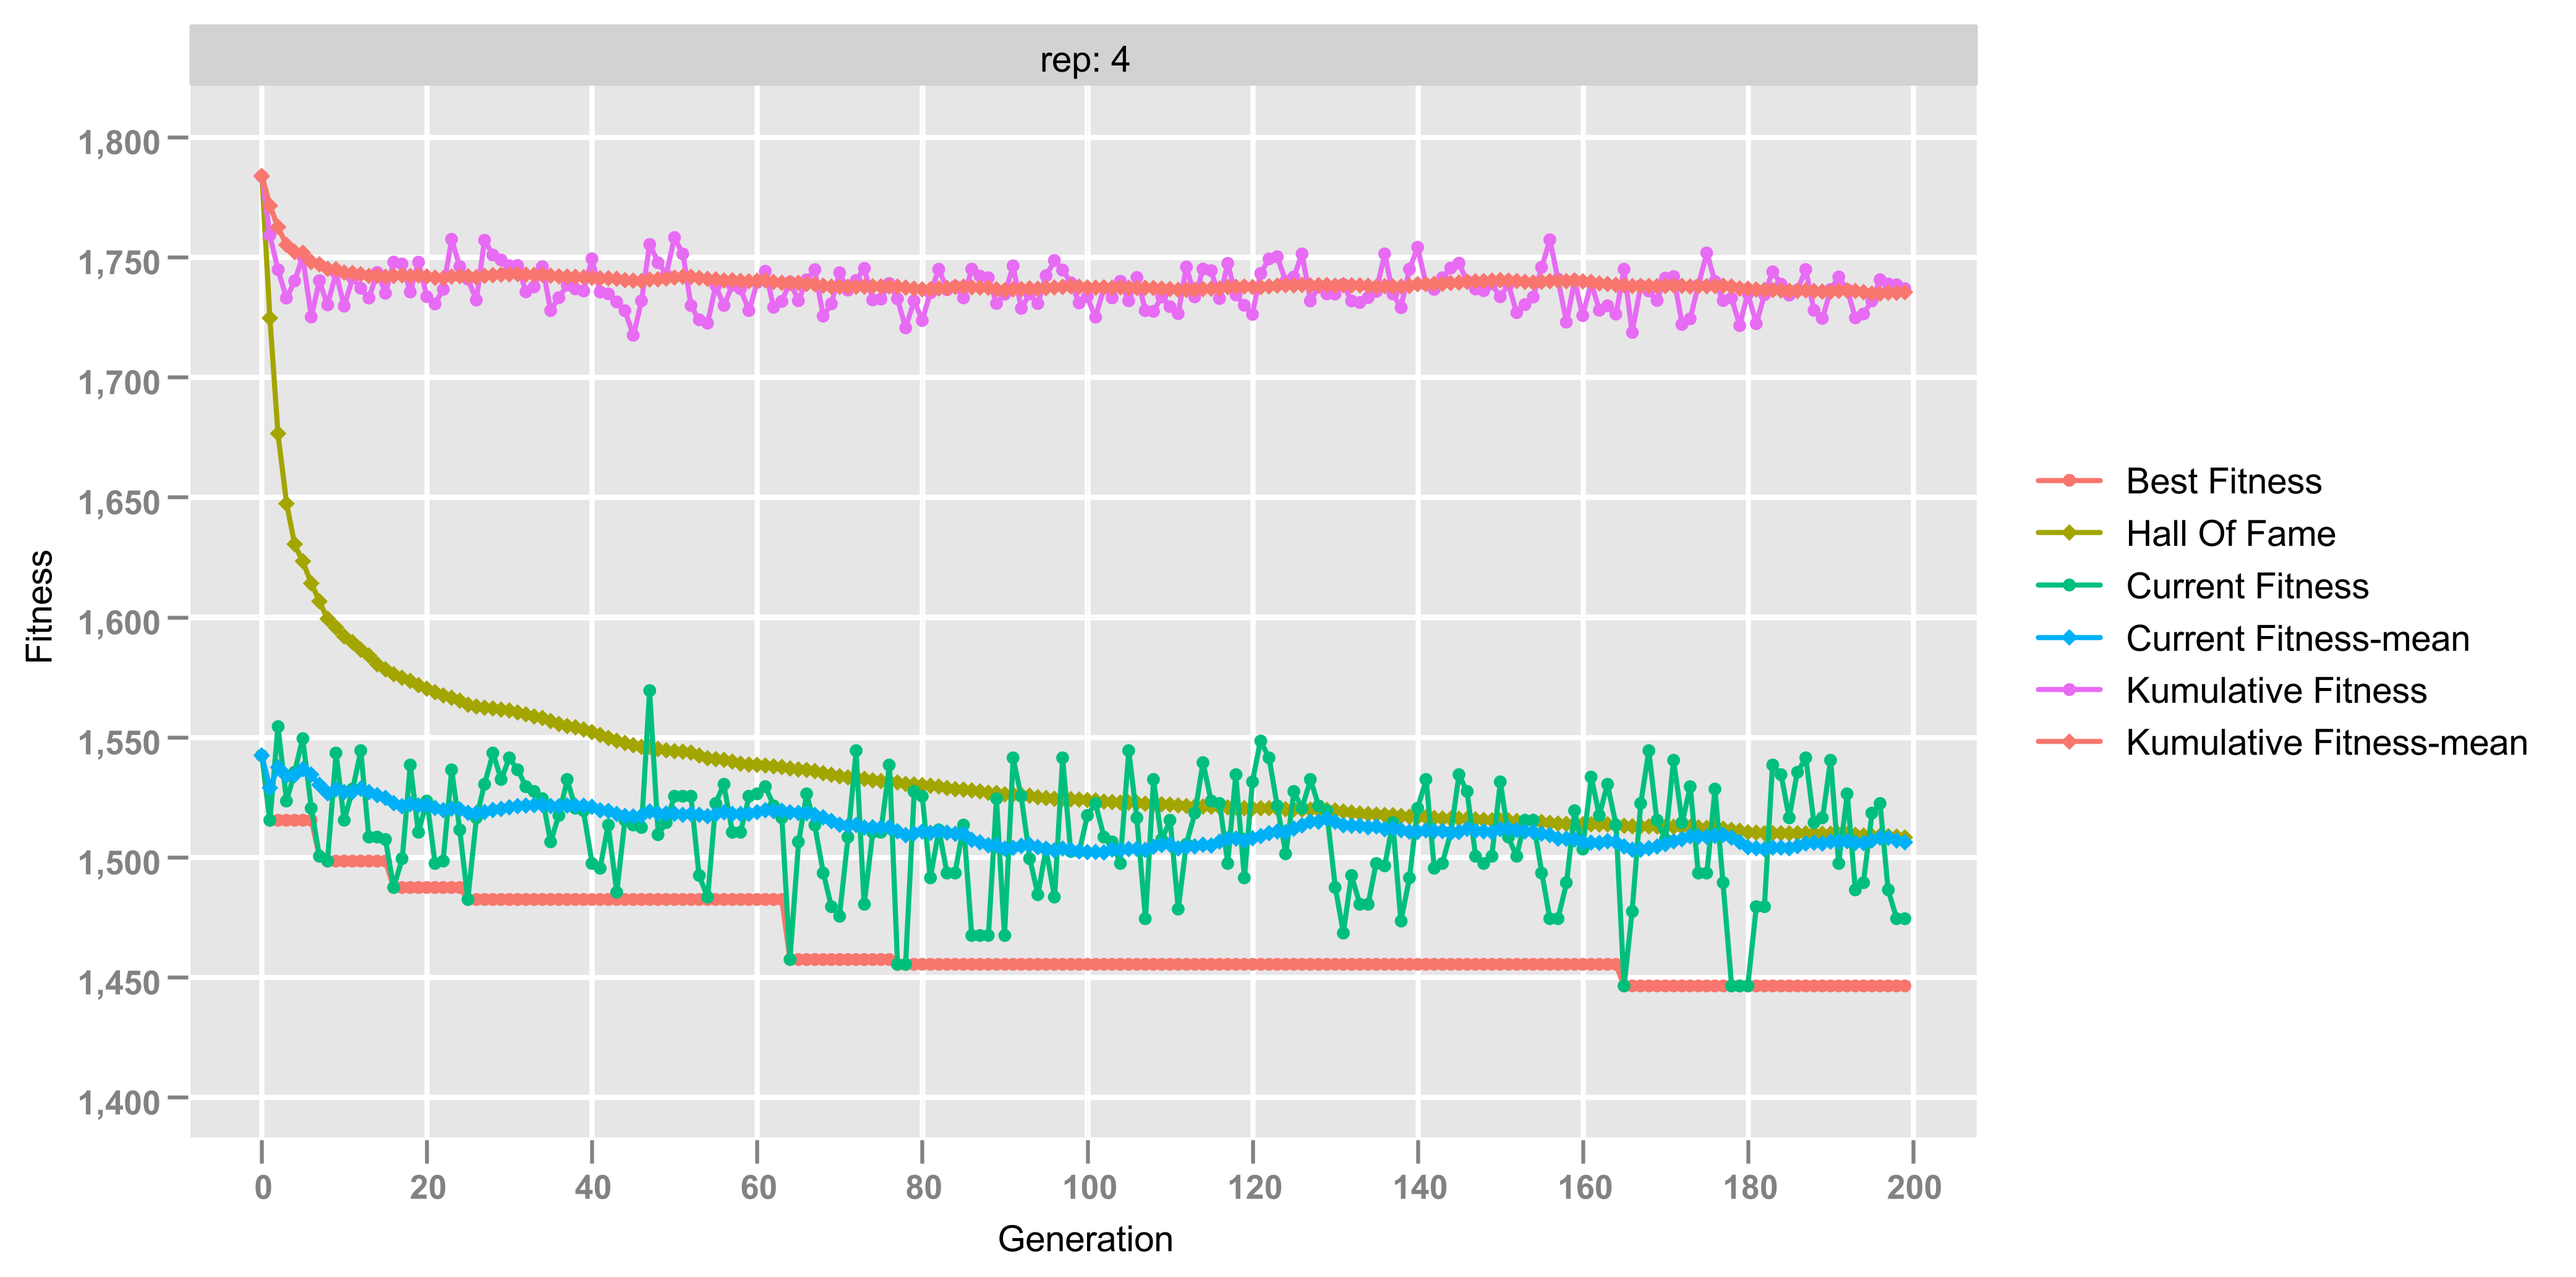 rep: 4
1,800
1,750
1,700
1,650
1,600
1,550
1,500
1,450
1,400
Fitness
0 20 40 60 80 100 120 140 160 180 200
Generation
Best Fitness
Hall Of Fame
Current Fitness
Current Fitness-mean
Kumulative Fitness
Kumulative Fitness-mean